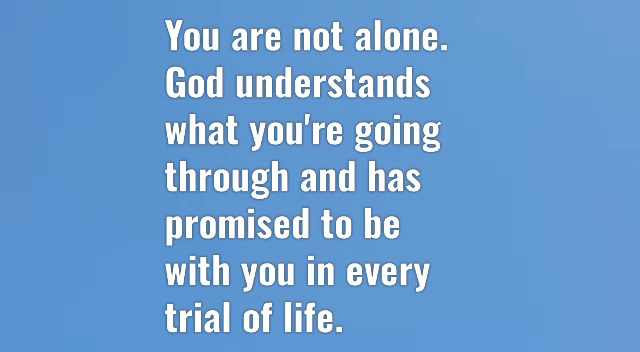 You are not alone.
God understands
what you're going
through and has
promised to be
with you in every
trial of life.